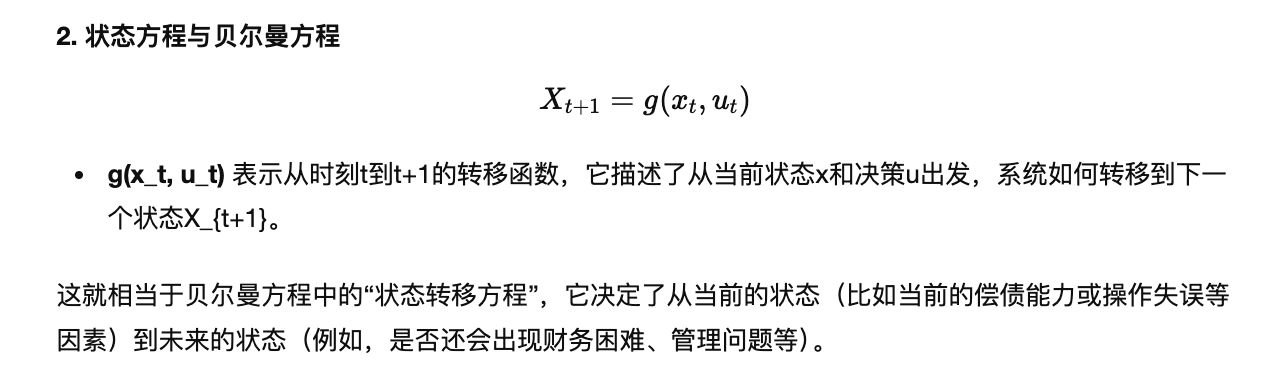 2. 状态方程与贝尔曼方程
X_{t+1} = g(x_t, u_t)
• g(x_t, u_t) 表示从时刻t到t+1的转移函数，它描述了从当前状态x和决策u出发，系统如何转移到下一
个状态X_{t+1}。
这就相当于贝尔曼方程中的“状态转移方程”，它决定了从当前的状态（比如当前的偿债能力或操作失误等
因素）到未来的状态（例如，是否还会出现财务困难、管理问题等）。